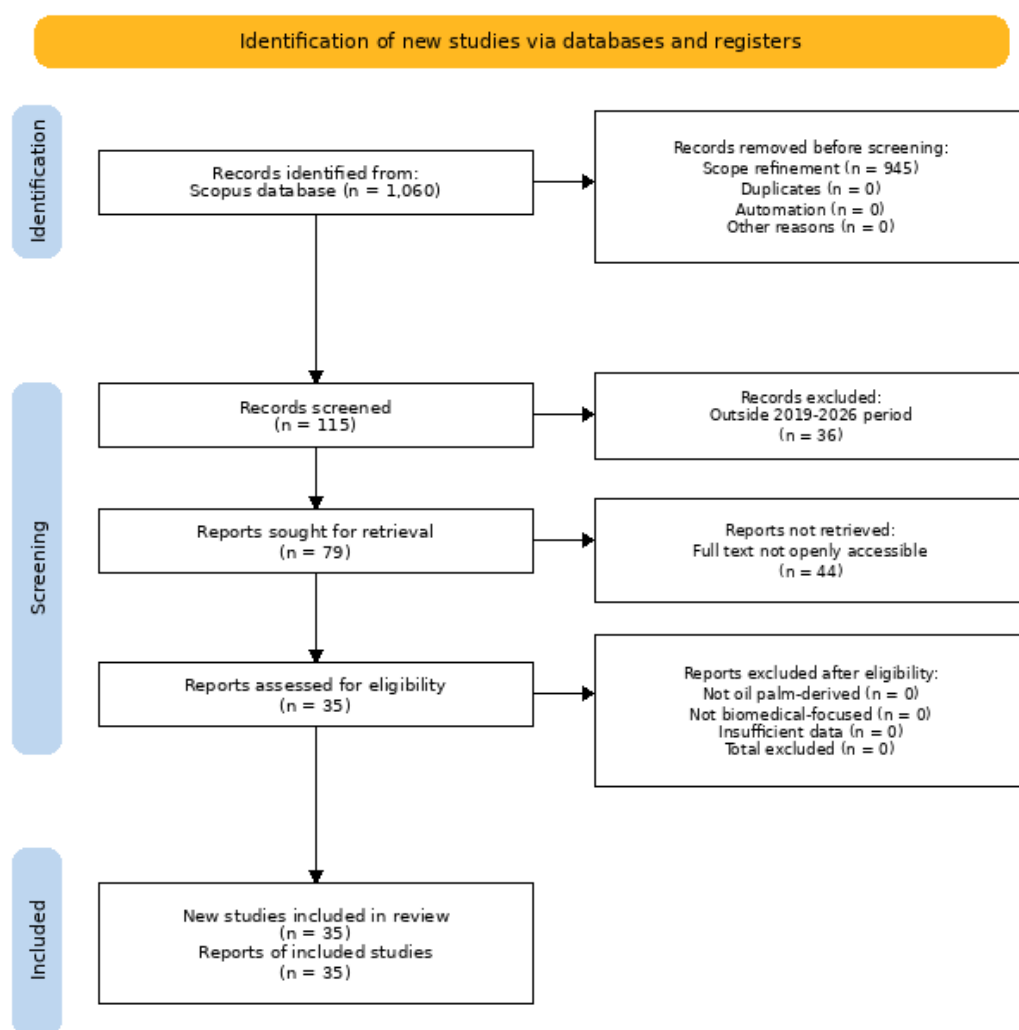 Identification of new studies via databases and registers
Identification
Records identified from:
Scopus database (n = 1,060)
Records removed before screening:
Scope refinement (n = 945)
Duplicates (n = 0)
Automation (n = 0)
Other reasons (n = 0)
Screening
Records screened
(n = 115)
Records excluded:
Outside 2019-2026 period
(n = 36)
Reports sought for retrieval
(n = 79)
Reports not retrieved:
Full text not openly accessible
(n = 44)
Reports assessed for eligibility
(n = 35)
Reports excluded after eligibility:
Not oil palm-derived (n = 0)
Not biomedical-focused (n = 0)
Insufficient data (n = 0)
Total excluded (n = 0)
Included
New studies included in review
(n = 35)
Reports of included studies
(n = 35)